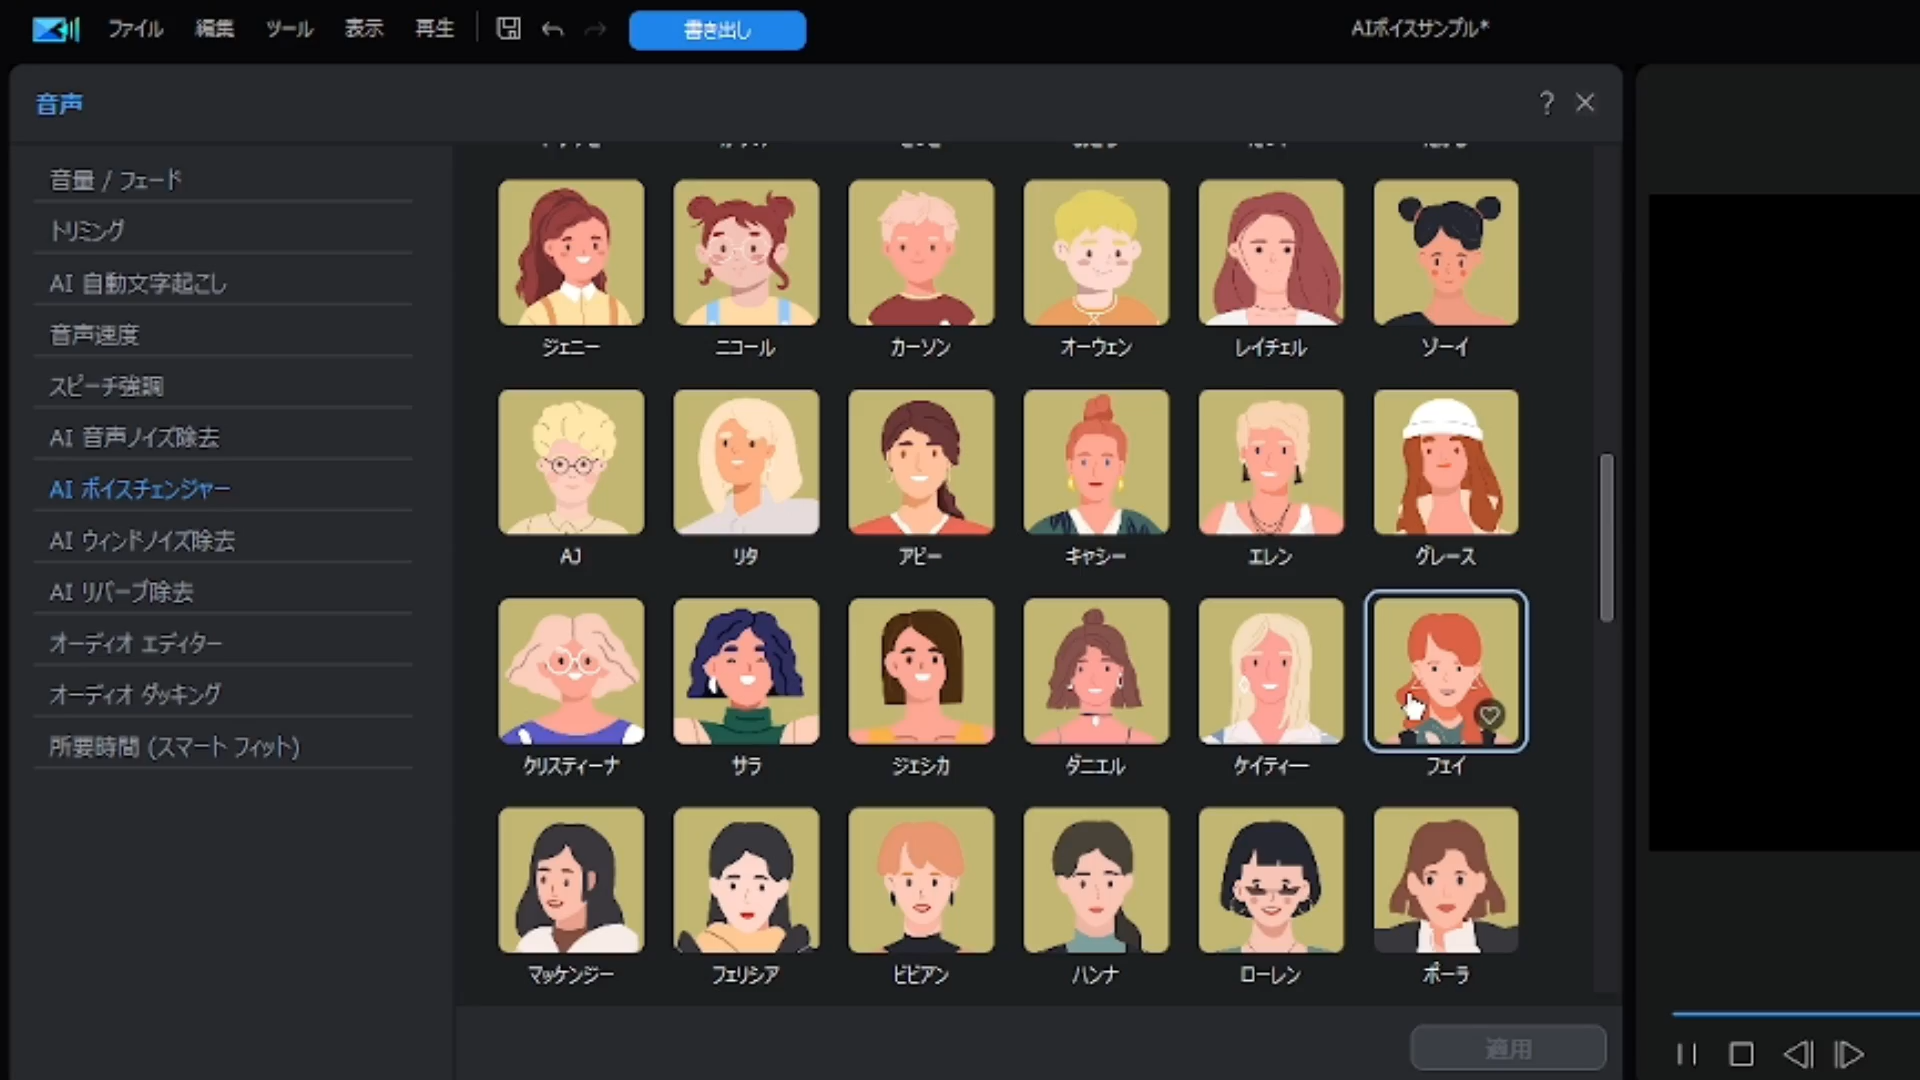 ファイル 編集 ツール 表示 再生 書き出し AIボイスサンプル*
音声 ?
音量 / フェード
トリミング
AI 自動文字起こし
音声速度
スピーチ強調
AI 音声ノイズ除去
AI ボイスチェンジャー
AI ウィンドノイズ除去
AI リバーブ除去
オーディオ エディター
オーディオ ダッキング
所要時間 (スマート フィット)
ジェニー ニコール カーソン オーウェン レイチェル ゾーイ
AJ リタ アビー キャシー エレン グレース
クリスティーナ サラ ジェシカ ダニエル ケイティー フェイ
マッケンジー フェリシア ビビアン ハンナ ローレン ポーラ
適用